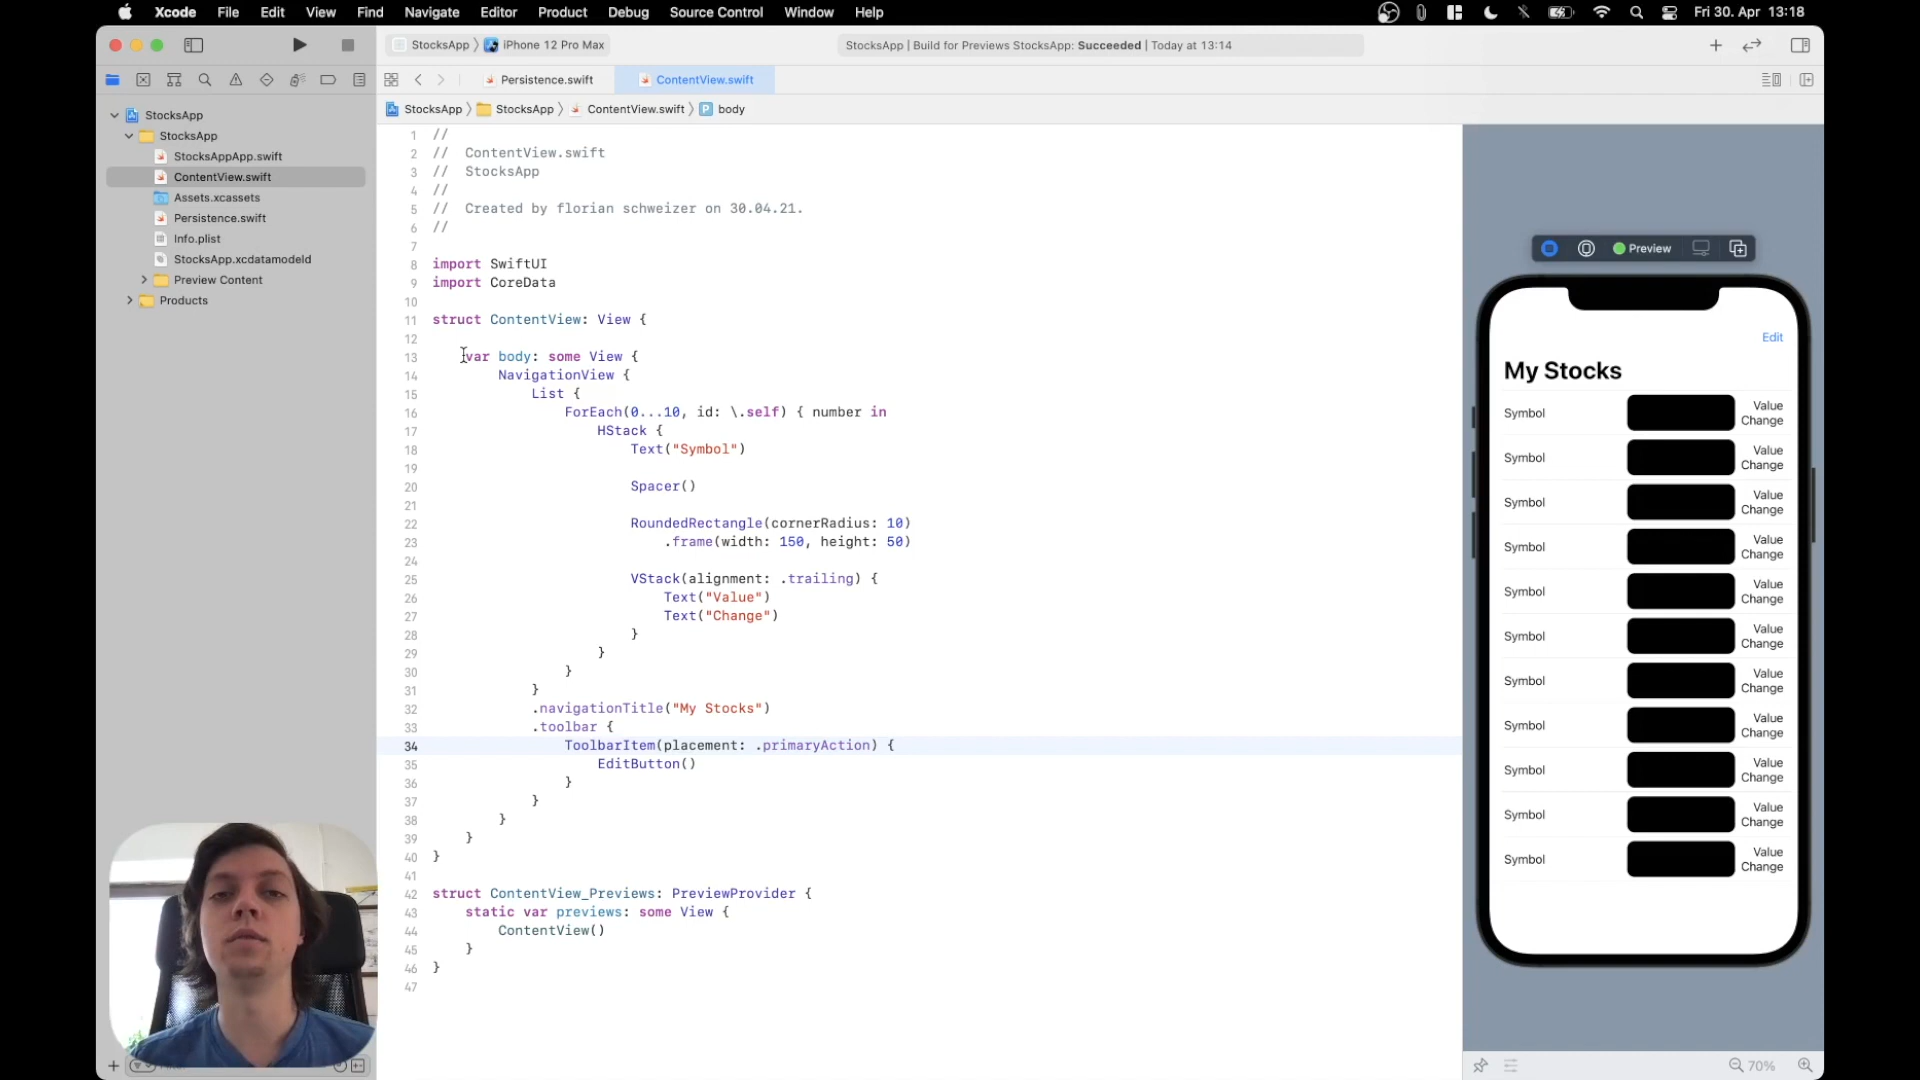 Xcode File Edit View Find Navigate Editor Product Debug Source Control Window Help
Fri 30. Apr 13:18
StocksApp iPhone 12 Pro Max
StocksApp | Build for Previews StocksApp: Succeeded | Today at 13:14
Persistence.swift
ContentView.swift
StocksApp StocksApp ContentView.swift body
StocksApp
StocksApp
StocksAppApp.swift
ContentView.swift
Assets.xcassets
Persistence.swift
Info.plist
StocksApp.xcdatamodeld
Preview Content
Products
1 //
2 // ContentView.swift
3 // StocksApp
4 //
5 // Created by florian schweizer on 30.04.21.
6 //
7
8 import SwiftUI
9 import CoreData
10
11 struct ContentView: View {
12
13 var body: some View {
14 NavigationView {
15 List {
16 ForEach(0...10, id: \.self) { number in
17 HStack {
18 Text("Symbol")
19
20 Spacer()
21
22 RoundedRectangle(cornerRadius: 10)
23 .frame(width: 150, height: 50)
24
25 VStack(alignment: .trailing) {
26 Text("Value")
27 Text("Change")
28 }
29 }
30 }
31 }
32 .navigationTitle("My Stocks")
33 .toolbar {
34 ToolbarItem(placement: .primaryAction) {
35 EditButton()
36 }
37 }
38 }
39 }
40 }
41
42 struct ContentView_Previews: PreviewProvider {
43 static var previews: some View {
44 ContentView()
45 }
46 }
47
Preview
Edit
My Stocks
Symbol Value
Change
Symbol Value
Change
Symbol Value
Change
Symbol Value
Change
Symbol Value
Change
Symbol Value
Change
Symbol Value
Change
Symbol Value
Change
Symbol Value
Change
Symbol Value
Change
Symbol Value
Change
70%